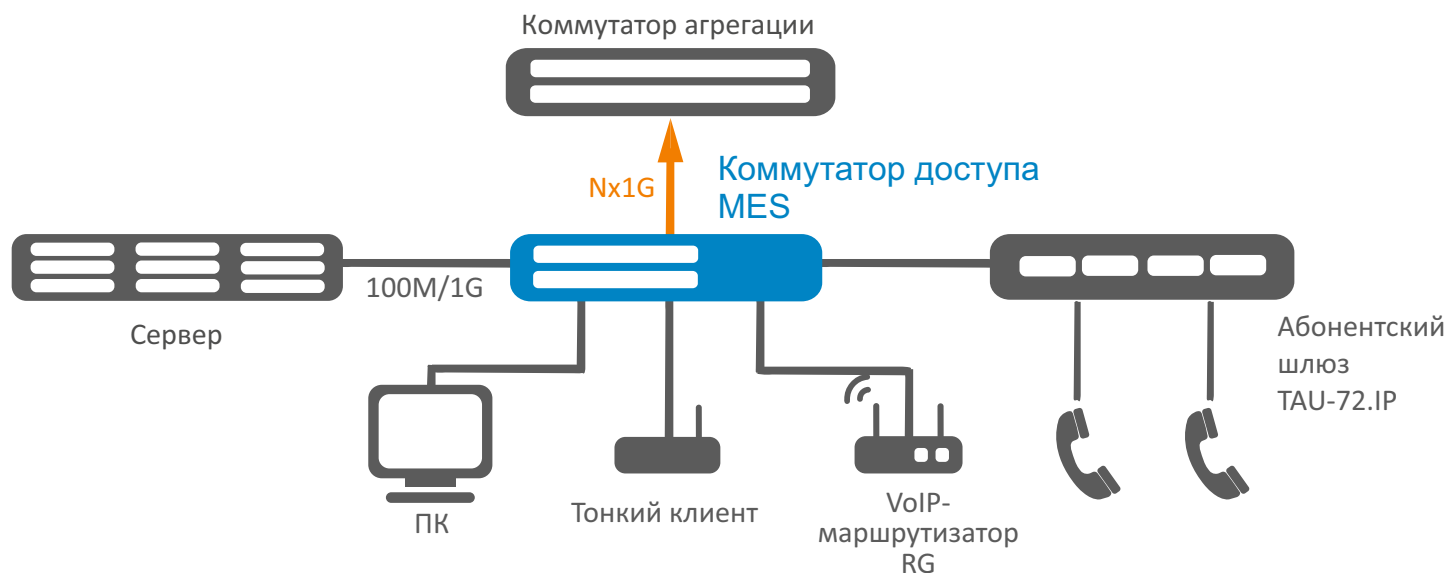 Коммутатор агрегации
Nx1G
Коммутатор доступа
MES
100M/1G
Сервер
Абонентский
шлюз
TAU-72.IP
ПК
Тонкий клиент
VoIP-
маршрутизатор
RG